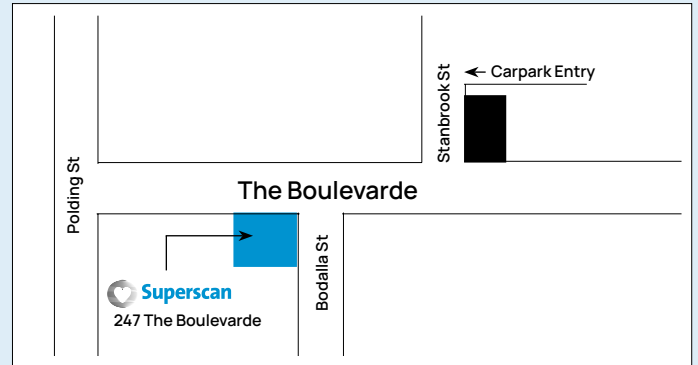 Carpark Entry
Stanbrook St
Polding St
The Boulevarde
Bodalla St
Superscan
247 The Boulevarde